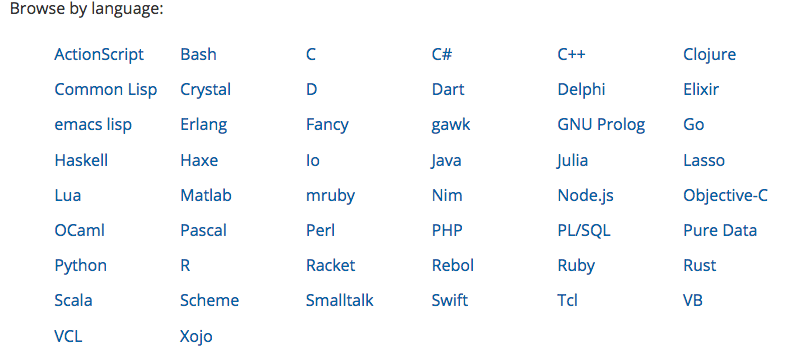 Browse by language:
ActionScript Bash C C# C++ Clojure
Common Lisp Crystal D Dart Delphi Elixir
emacs lisp Erlang Fancy gawk GNU Prolog Go
Haskell Haxe Io Java Julia Lasso
Lua Matlab mruby Nim Node.js Objective-C
OCaml Pascal Perl PHP PL/SQL Pure Data
Python R Racket Rebol Ruby Rust
Scala Scheme Smalltalk Swift Tcl VB
VCL Xojo